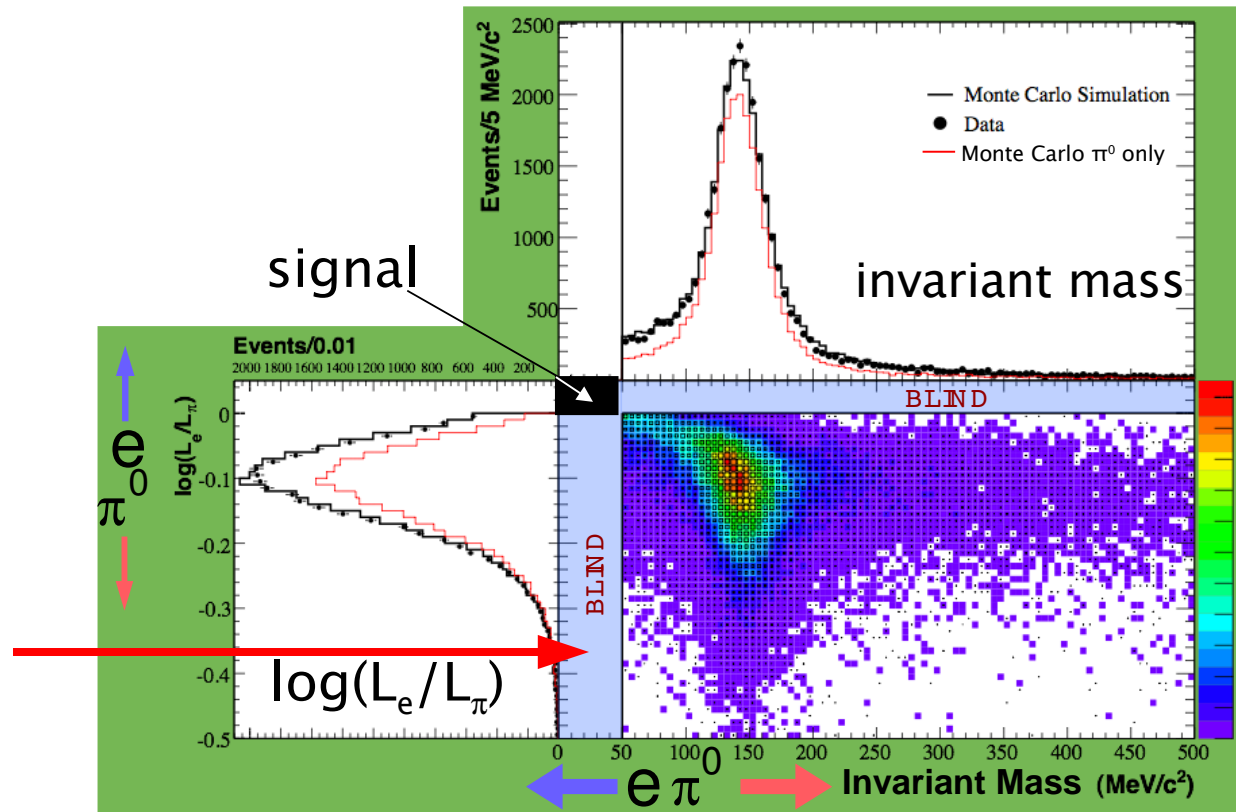 Events/5 MeV/c²
2500
2000
1500
1000
500
Monte Carlo Simulation
Data
Monte Carlo π⁰ only
signal
invariant mass
Events/0.01
2000 1800 1600 1400 1200 1000 800 600 400 200
BLIND
e
π⁰
log(Lₑ/Lπ)
0
-0.1
-0.2
-0.3
-0.4
-0.5
BLIND
log(Lₑ/Lπ)
0 50 100 150 200 250 300 350 400 450 500
e π⁰
Invariant Mass (MeV/c²)